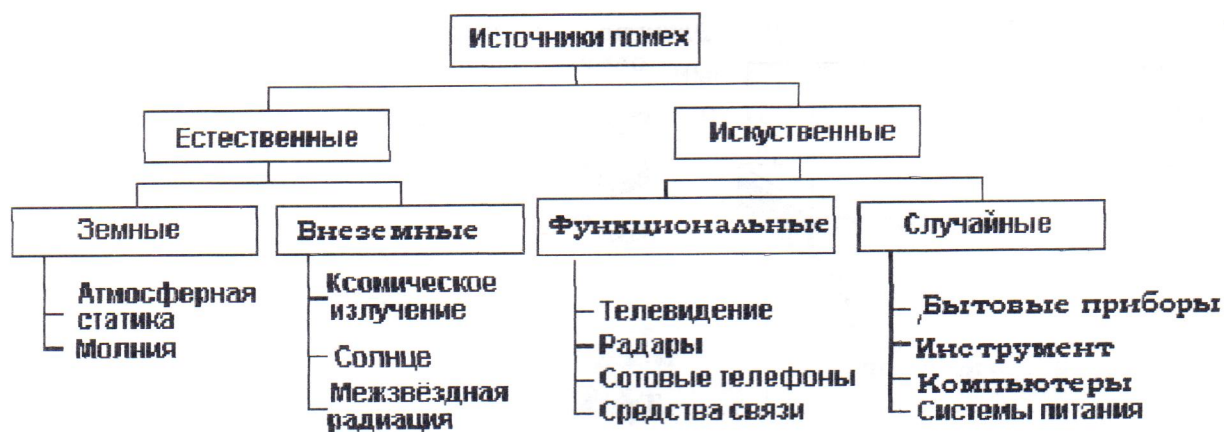 Источники помех
Естественные
Искуственные
Земные
Внеземные
Функциональные
Случайные
Атмосферная
статика
Молния
Ксомическое
излучение
Солнце
Межзвёздная
радиация
Телевидение
Радары
Сотовые телефоны
Средства связи
Бытовые приборы
Инструмент
Компьютеры
Системы питания